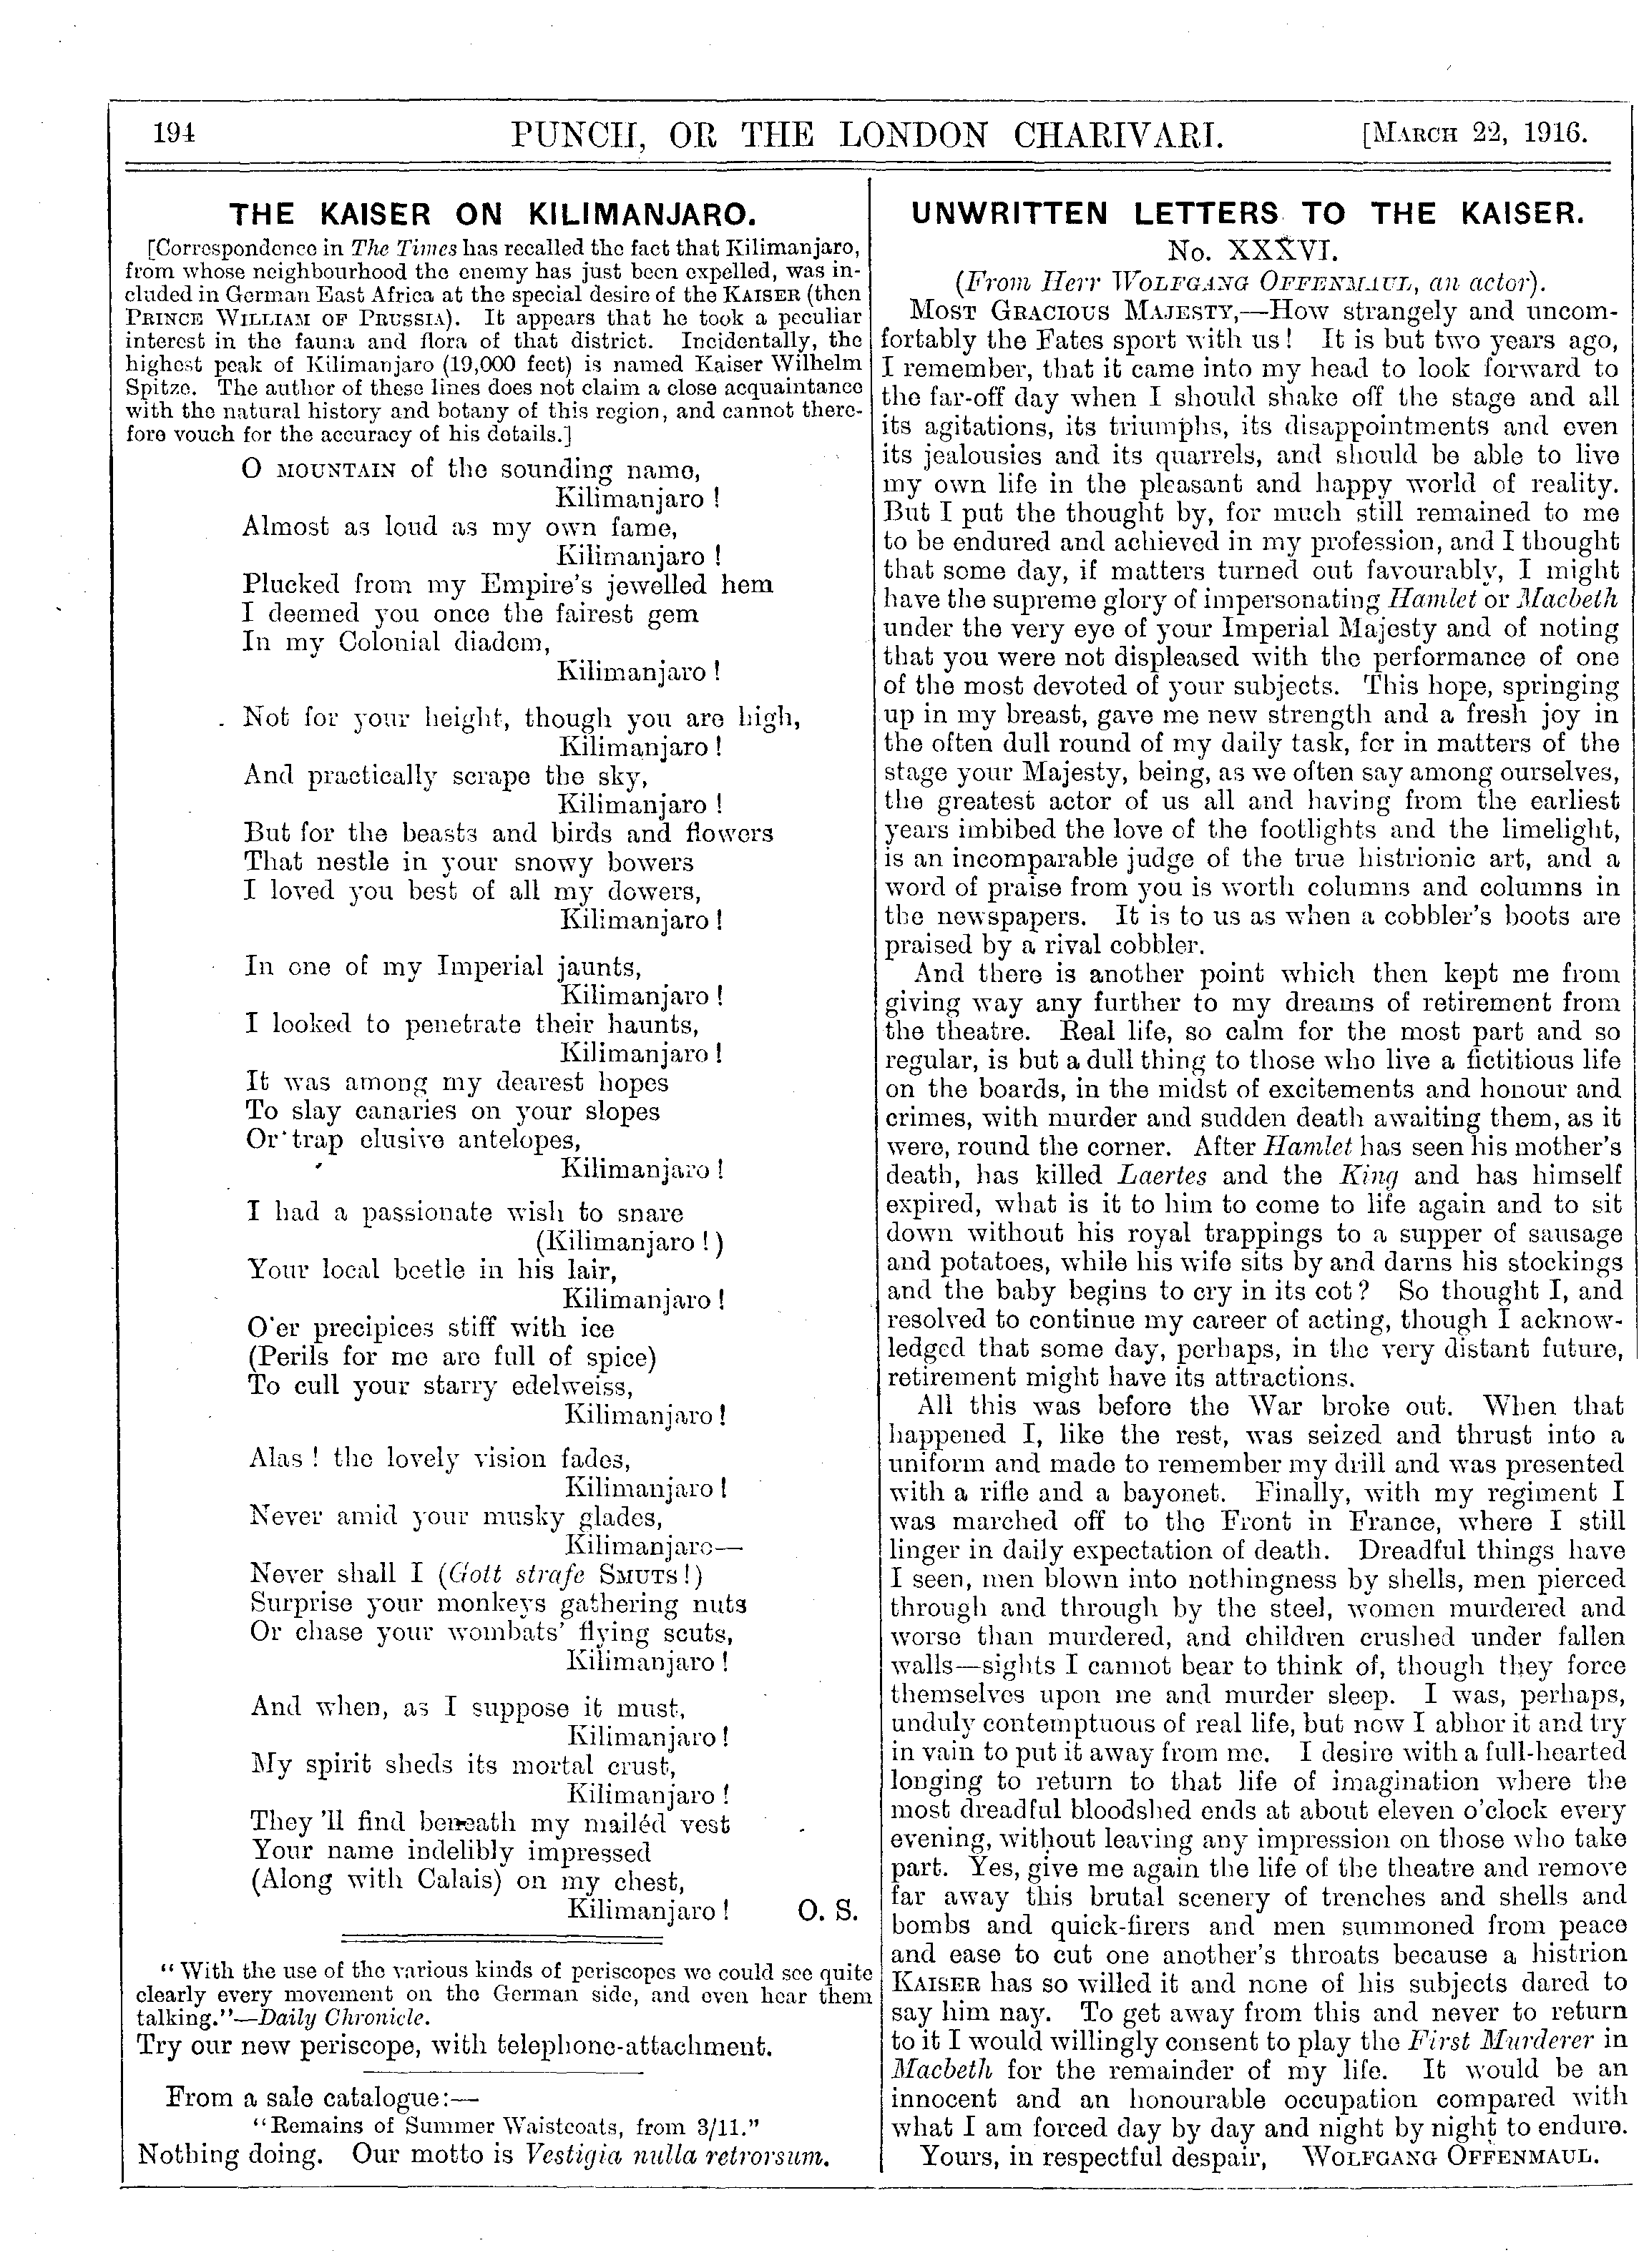 194
PUNCH, OR THE LONDON CHARIVARI.
[MARCH 22, 1916.
THE KAISER ON KILIMANJARO.
[Correspondence in The Times has recalled the fact that Kilimanjaro,
from whose neighbourhood the enemy has just been expelled, was in-
cluded in German East Africa at the special desire of the KAISER (then
PRINCE WILLIAM OF PRUSSIA). It appears that he took a peculiar
interest in the fauna and flora of that district. Incidentally, the
highest peak of Kilimanjaro (19,000 feet) is named Kaiser Wilhelm
Spitze. The author of these lines does not claim a close acquaintance
with the natural history and botany of this region, and cannot there-
fore vouch for the accuracy of his details.]
O MOUNTAIN of the sounding name,
Kilimanjaro!
Almost as loud as my own fame,
Kilimanjaro!
Plucked from my Empire's jewelled hem
I deemed you once the fairest gem
In my Colonial diadem,
Kilimanjaro!
Not for your height, though you are high,
Kilimanjaro!
And practically scrape the sky,
Kilimanjaro!
But for the beasts and birds and flowers
That nestle in your snowy bowers
I loved you best of all my dowers,
Kilimanjaro!
In one of my Imperial jaunts,
Kilimanjaro!
I looked to penetrate their haunts,
Kilimanjaro!
It was among my dearest hopes
To slay canaries on your slopes
Or trap elusive antelopes,
Kilimanjaro!
I had a passionate wish to snare
(Kilimanjaro!)
Your local beetle in his lair,
Kilimanjaro!
O'er precipices stiff with ice
(Perils for me are full of spice)
To cull your starry edelweiss,
Kilimanjaro!
Alas! the lovely vision fades,
Kilimanjaro!
Never amid your musky glades,
Kilimanjaro—
Never shall I (Gott strafe SMUTS!)
Surprise your monkeys gathering nuts
Or chase your wombats' flying scuts,
Kilimanjaro!
And when, as I suppose it must,
Kilimanjaro!
My spirit sheds its mortal crust,
Kilimanjaro!
They'll find beneath my mailéd vest
Your name indelibly impressed
(Along with Calais) on my chest,
Kilimanjaro! O. S.
"With the use of the various kinds of periscopes we could see quite
clearly every movement on the German side, and even hear them
talking."—Daily Chronicle.
Try our new periscope, with telephone-attachment.
From a sale catalogue:—
"Remains of Summer Waistcoats, from 3/11."
Nothing doing. Our motto is Vestigia nulla retrorsum.
UNWRITTEN LETTERS TO THE KAISER.
No. XXXVI.
(From Herr WOLFGANG OFFENMAUL, an actor).
MOST GRACIOUS MAJESTY,—How strangely and uncom-
fortably the Fates sport with us! It is but two years ago,
I remember, that it came into my head to look forward to
the far-off day when I should shake off the stage and all
its agitations, its triumphs, its disappointments and even
its jealousies and its quarrels, and should be able to live
my own life in the pleasant and happy world of reality.
But I put the thought by, for much still remained to me
to be endured and achieved in my profession, and I thought
that some day, if matters turned out favourably, I might
have the supreme glory of impersonating Hamlet or Macbeth
under the very eye of your Imperial Majesty and of noting
that you were not displeased with the performance of one
of the most devoted of your subjects. This hope, springing
up in my breast, gave me new strength and a fresh joy in
the often dull round of my daily task, for in matters of the
stage your Majesty, being, as we often say among ourselves,
the greatest actor of us all and having from the earliest
years imbibed the love of the footlights and the limelight,
is an incomparable judge of the true histrionic art, and a
word of praise from you is worth columns and columns in
the newspapers. It is to us as when a cobbler's boots are
praised by a rival cobbler.
And there is another point which then kept me from
giving way any further to my dreams of retirement from
the theatre. Real life, so calm for the most part and so
regular, is but a dull thing to those who live a fictitious life
on the boards, in the midst of excitements and honour and
crimes, with murder and sudden death awaiting them, as it
were, round the corner. After Hamlet has seen his mother's
death, has killed Laertes and the King and has himself
expired, what is it to him to come to life again and to sit
down without his royal trappings to a supper of sausage
and potatoes, while his wife sits by and darns his stockings
and the baby begins to cry in its cot? So thought I, and
resolved to continue my career of acting, though I acknow-
ledged that some day, perhaps, in the very distant future,
retirement might have its attractions.
All this was before the War broke out. When that
happened I, like the rest, was seized and thrust into a
uniform and made to remember my drill and was presented
with a rifle and a bayonet. Finally, with my regiment I
was marched off to the Front in France, where I still
linger in daily expectation of death. Dreadful things have
I seen, men blown into nothingness by shells, men pierced
through and through by the steel, women murdered and
worse than murdered, and children crushed under fallen
walls—sights I cannot bear to think of, though they force
themselves upon me and murder sleep. I was, perhaps,
unduly contemptuous of real life, but now I abhor it and try
in vain to put it away from me. I desire with a full-hearted
longing to return to that life of imagination where the
most dreadful bloodshed ends at about eleven o'clock every
evening, without leaving any impression on those who take
part. Yes, give me again the life of the theatre and remove
far away this brutal scenery of trenches and shells and
bombs and quick-firers and men summoned from peace
and ease to cut one another's throats because a histrion
KAISER has so willed it and none of his subjects dared to
say him nay. To get away from this and never to return
to it I would willingly consent to play the First Murderer in
Macbeth for the remainder of my life. It would be an
innocent and an honourable occupation compared with
what I am forced day by day and night by night to endure.
Yours, in respectful despair, WOLFGANG OFFENMAUL.